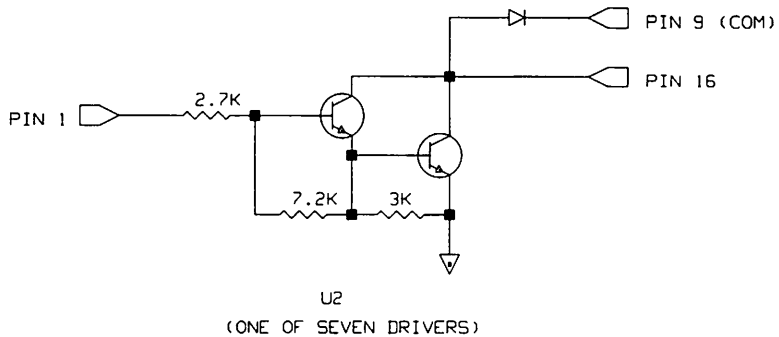 PIN 9 (COM)
PIN 16
PIN 1
2.7K
7.2K
3K
U2
(ONE OF SEVEN DRIVERS)